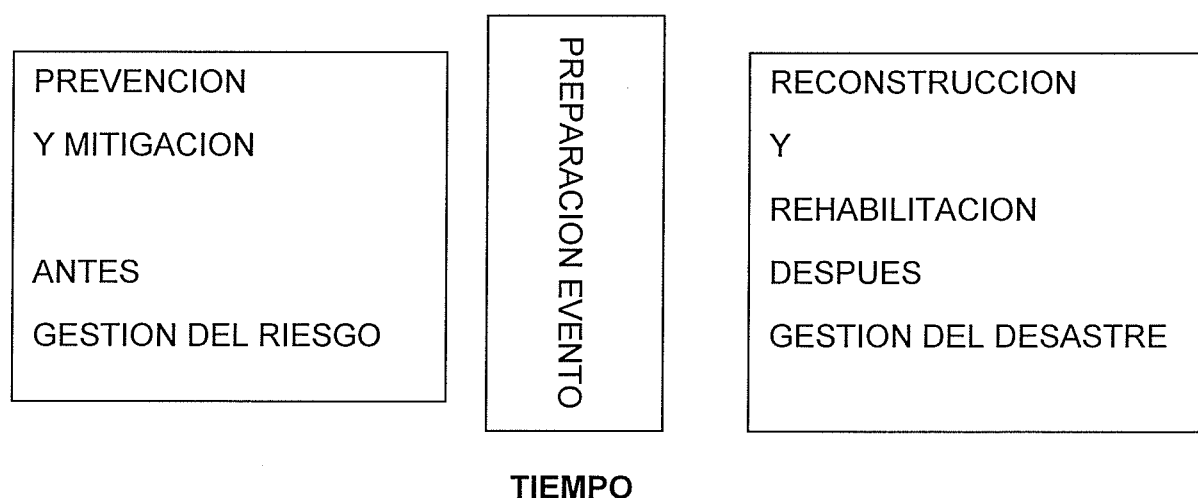 PREVENCION
Y MITIGACION
ANTES
GESTION DEL RIESGO
PREPARACION EVENTO
RECONSTRUCCION
Y
REHABILITACION
DESPUES
GESTION DEL DESASTRE
TIEMPO